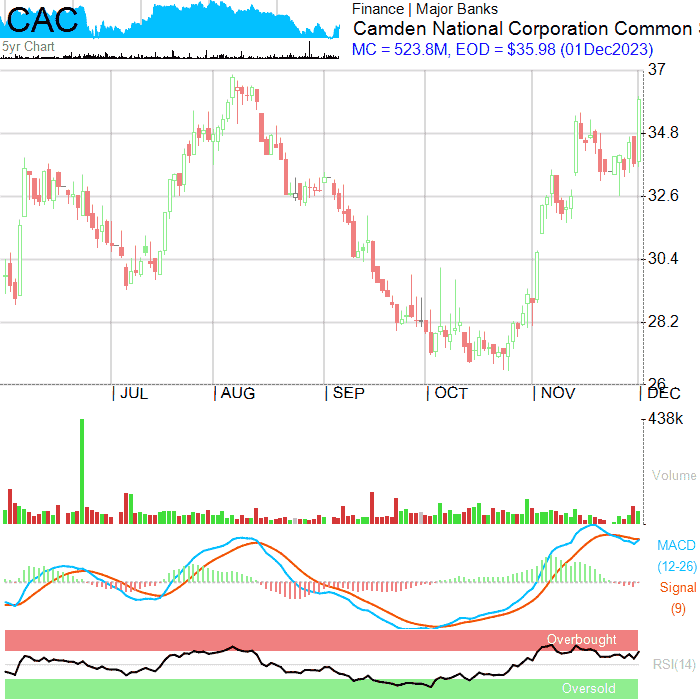 CAC
5yr Chart
Finance | Major Banks
Camden National Corporation Common
MC = 523.8M, EOD = $35.98 (01Dec2023)
37
34.8
32.6
30.4
28.2
26
| JUL | AUG | SEP | OCT | NOV | DEC
438k
Volume
MACD
(12-26)
Signal
(9)
Overbought
RSI(14)
Oversold